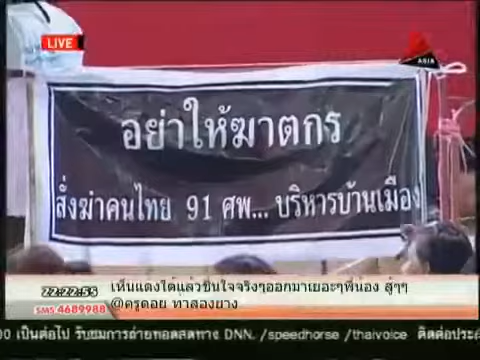 LIVE
ASIA
อย่าให้ฆาตกร
สั่งฆ่าคนไทย 91 ศพ... บริหารบ้านเมือง
22:22:35
เห็นแดงใต้แล้วชื่นใจจริงๆออกมาเยอะๆพี่น้อง สู้ๆๆ
SMS 4689988
@ครูดอย ท่าสองยาง
00 เป็นต้นไป รับชมการถ่ายทอดสดทาง DNN. /speedhorse /thaivoice ติดต่อประ